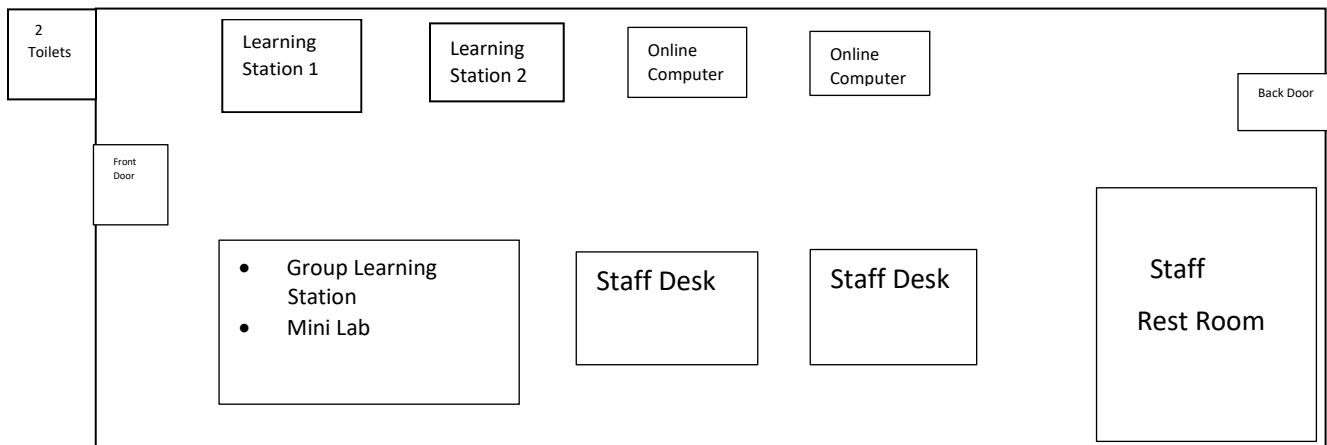 2
Toilets
Learning
Station 1
Learning
Station 2
Online
Computer
Online
Computer
Back Door
Front
Door
• Group Learning
Station
• Mini Lab
Staff Desk
Staff Desk
Staff
Rest Room